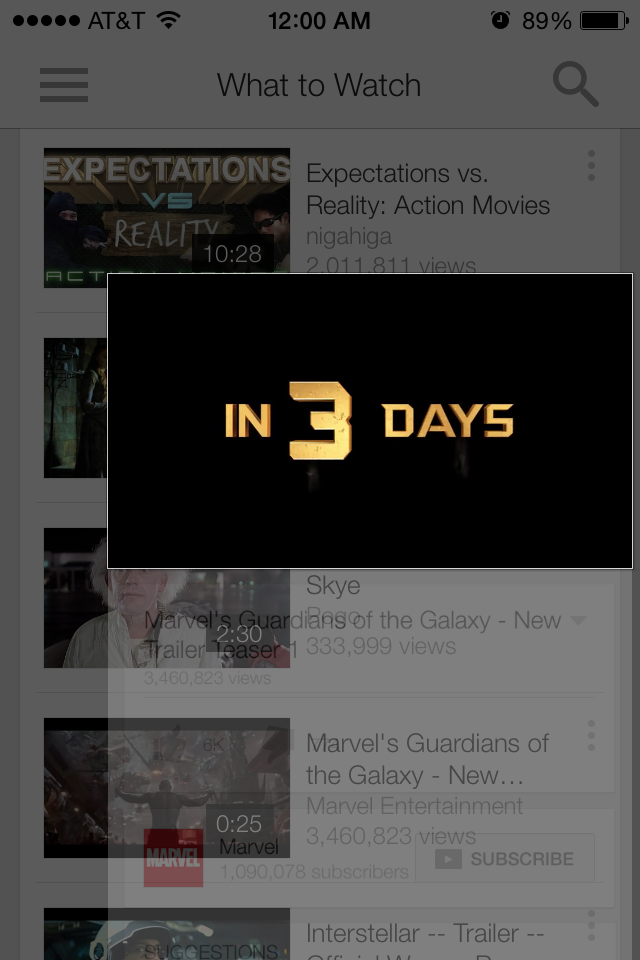 AT&T
12:00 AM
89%
What to Watch
EXPECTATIONS
VS
REALITY
10:28
Expectations vs.
Reality: Action Movies
nigahiga
2,011,811 views
IN 3 DAYS
Skye
Pogo
333,999 views
2:30
Marvel's Guardians of the Galaxy - New
Trailer Teaser 1
3,460,823 views
6K
Marvel's Guardians of
the Galaxy - New...
Marvel Entertainment
3,460,823 views
0:25
MARVEL
Marvel
1,090,078 subscribers
SUBSCRIBE
SUGGESTIONS
Interstellar -- Trailer --